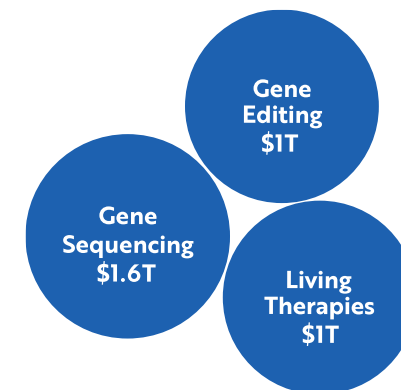 Gene
Editing
$1T
Gene
Sequencing
$1.6T
Living
Therapies
$1T